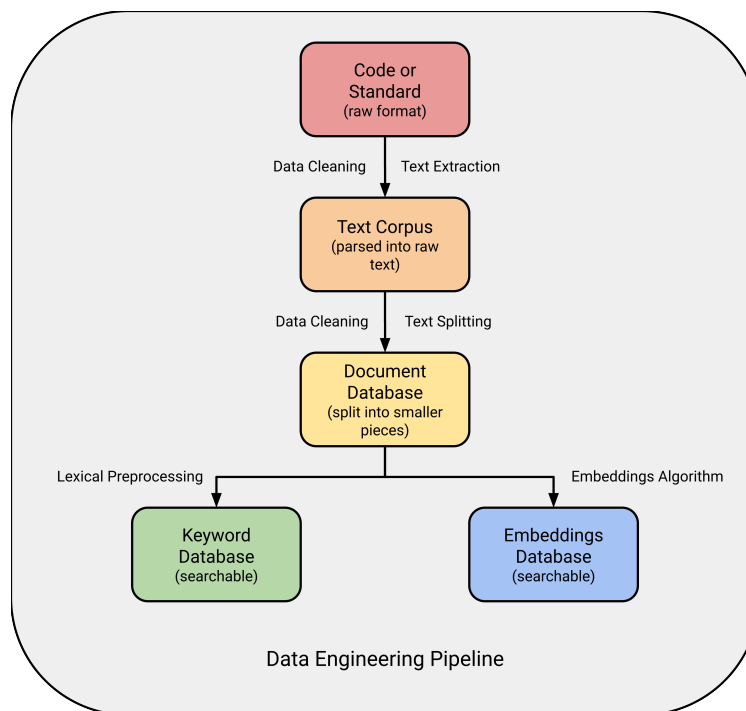 Code or
Standard
(raw format)
Data Cleaning
Text Extraction
Text Corpus
(parsed into raw
text)
Data Cleaning
Text Splitting
Document
Database
(split into smaller
pieces)
Lexical Preprocessing
Embeddings Algorithm
Keyword
Database
(searchable)
Embeddings
Database
(searchable)
Data Engineering Pipeline